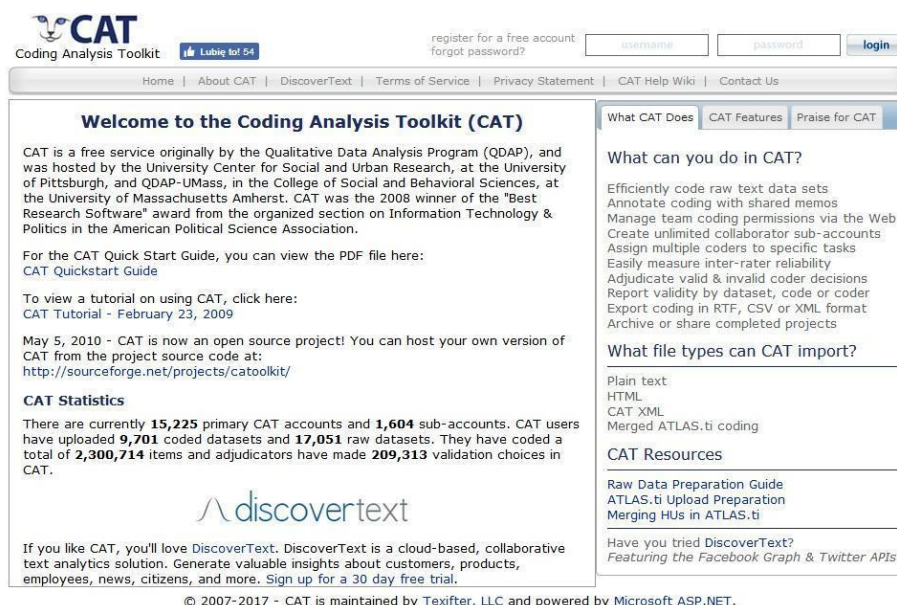 CAT
Coding Analysis Toolkit
Lubię to! 54
register for a free account
forgot password?
username
password
login
Home | About CAT | DiscoverText | Terms of Service | Privacy Statement | CAT Help Wiki | Contact Us
Welcome to the Coding Analysis Toolkit (CAT)
CAT is a free service originally by the Qualitative Data Analysis Program (QDAP), and
was hosted by the University Center for Social and Urban Research, at the University
of Pittsburgh, and QDAP-UMass, in the College of Social and Behavioral Sciences, at
the University of Massachusetts Amherst. CAT was the 2008 winner of the "Best
Research Software" award from the organized section on Information Technology &
Politics in the American Political Science Association.
For the CAT Quick Start Guide, you can view the PDF file here:
CAT Quickstart Guide
To view a tutorial on using CAT, click here:
CAT Tutorial - February 23, 2009
May 5, 2010 - CAT is now an open source project! You can host your own version of
CAT from the project source code at:
http://sourceforge.net/projects/catoolkit/
CAT Statistics
There are currently 15,225 primary CAT accounts and 1,604 sub-accounts. CAT users
have uploaded 9,701 coded datasets and 17,051 raw datasets. They have coded a
total of 2,300,714 items and adjudicators have made 209,313 validation choices in
CAT.
discovertext
If you like CAT, you'll love DiscoverText. DiscoverText is a cloud-based, collaborative
text analytics solution. Generate valuable insights about customers, products,
employees, news, citizens, and more. Sign up for a 30 day free trial.
What CAT Does
CAT Features
Praise for CAT
What can you do in CAT?
Efficiently code raw text data sets
Annotate coding with shared memos
Manage team coding permissions via the Web
Create unlimited collaborator sub-accounts
Assign multiple coders to specific tasks
Easily measure inter-rater reliability
Adjudicate valid & invalid coder decisions
Report validity by dataset, code or coder
Export coding in RTF, CSV or XML format
Archive or share completed projects
What file types can CAT import?
Plain text
HTML
CAT XML
Merged ATLAS.ti coding
CAT Resources
Raw Data Preparation Guide
ATLAS.ti Upload Preparation
Merging HUs in ATLAS.ti
Have you tried DiscoverText?
Featuring the Facebook Graph & Twitter APIs
© 2007-2017 - CAT is maintained by Texifter, LLC and powered by Microsoft ASP.NET.